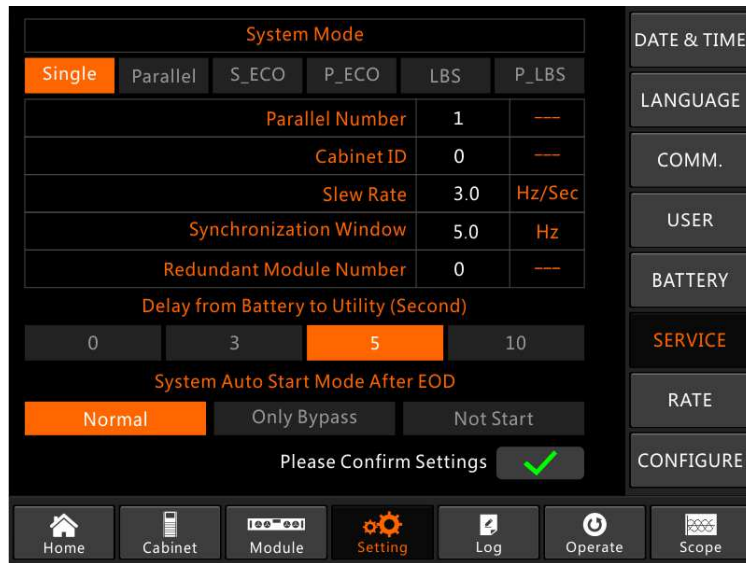 System Mode
Single Parallel S_ECO P_ECO LBS P_LBS
Parallel Number 1 ---
Cabinet ID 0 ---
Slew Rate 3.0 Hz/Sec
Synchronization Window 5.0 Hz
Redundant Module Number 0 ---
Delay from Battery to Utility (Second)
0 3 5 10
System Auto Start Mode After EOD
Normal Only Bypass Not Start
Please Confirm Settings
DATE & TIME
LANGUAGE
COMM.
USER
BATTERY
SERVICE
RATE
CONFIGURE
Home Cabinet Module Setting Log Operate Scope